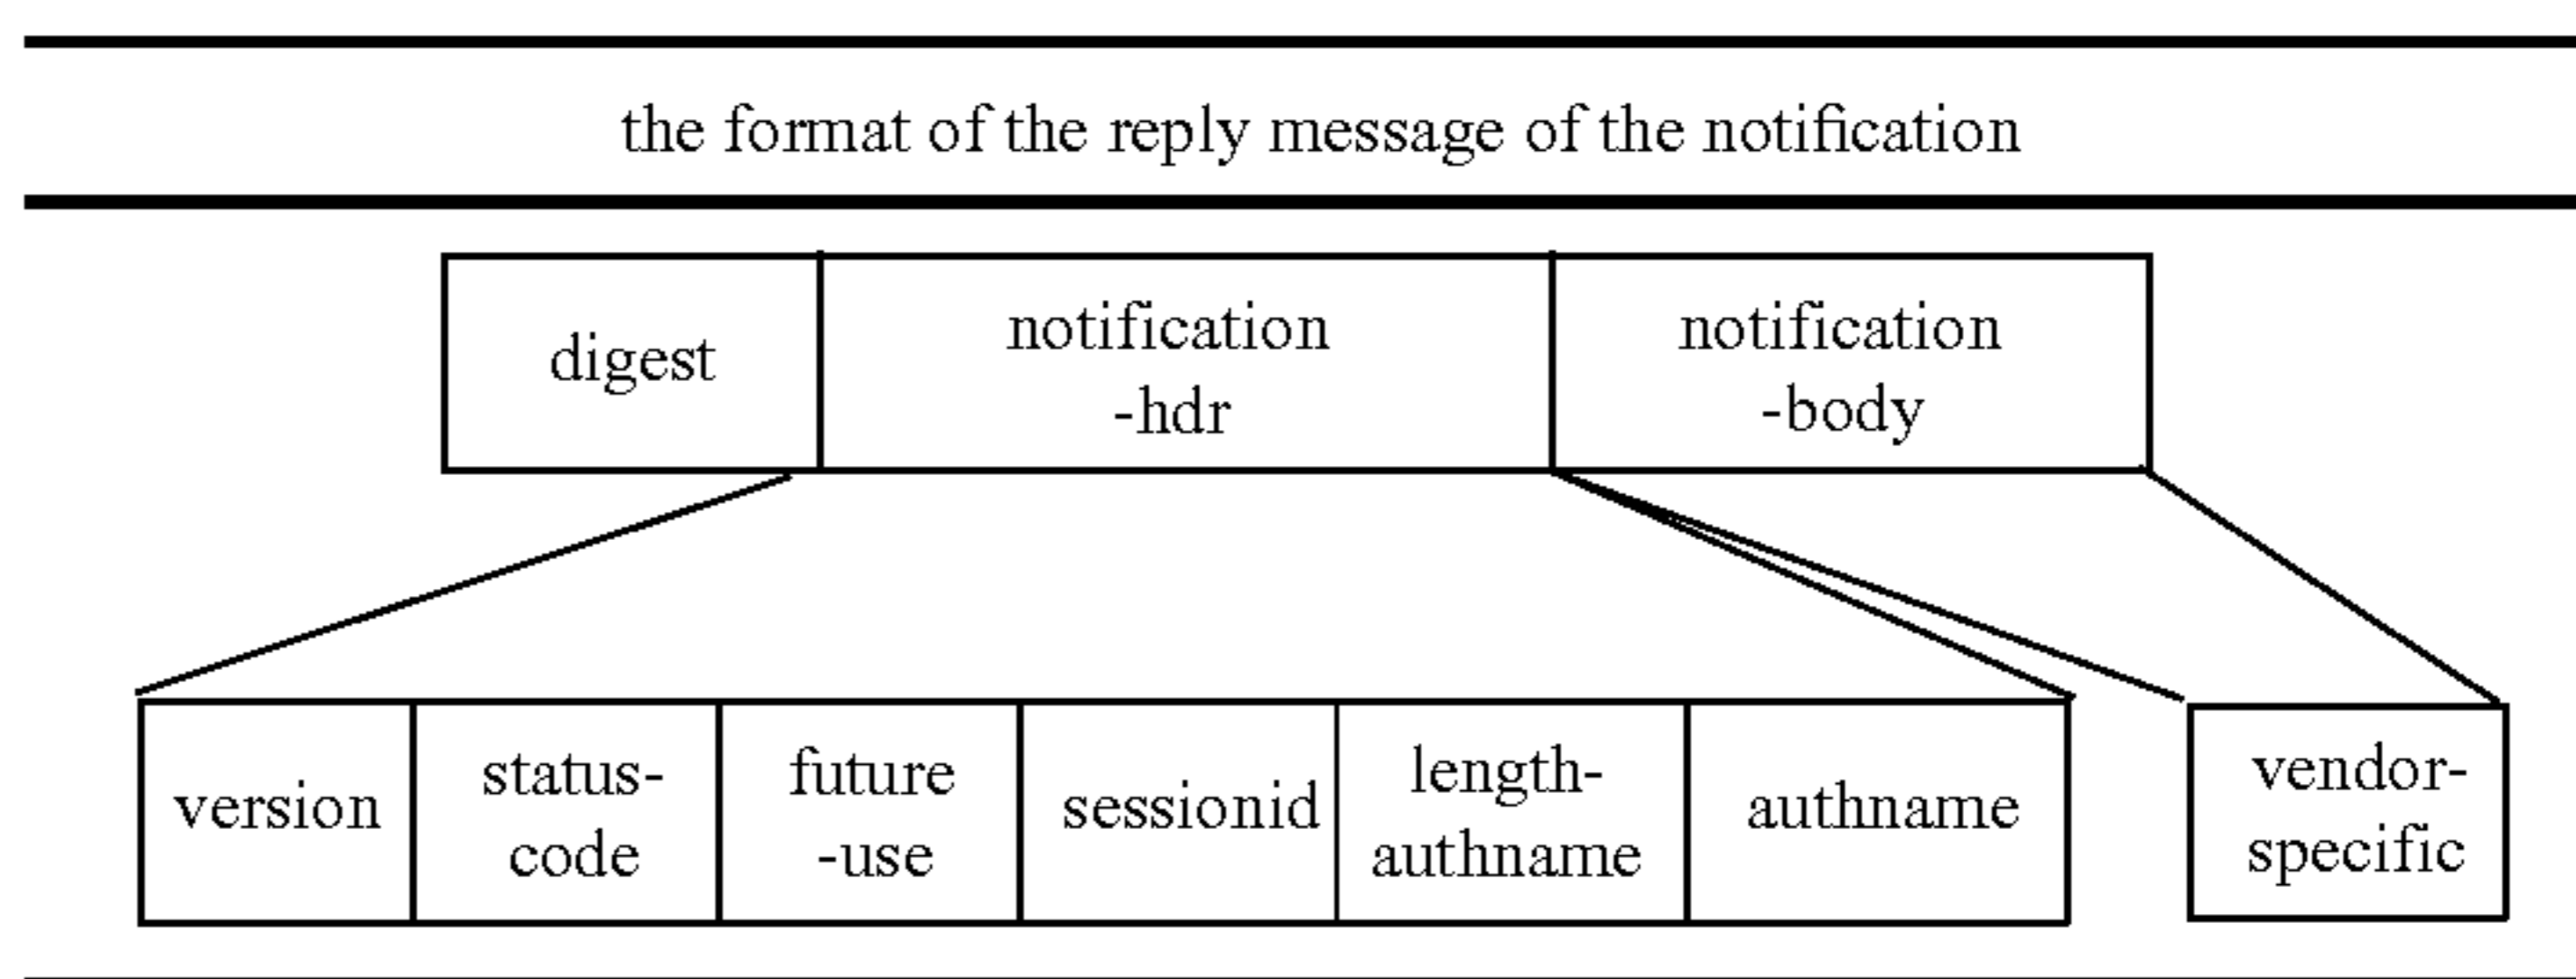 the format of the reply message of the notification
digest
notification
-hdr
notification
-body
version
status-
code
future
-use
sessionid
length-
authname
authname
vendor-
specific